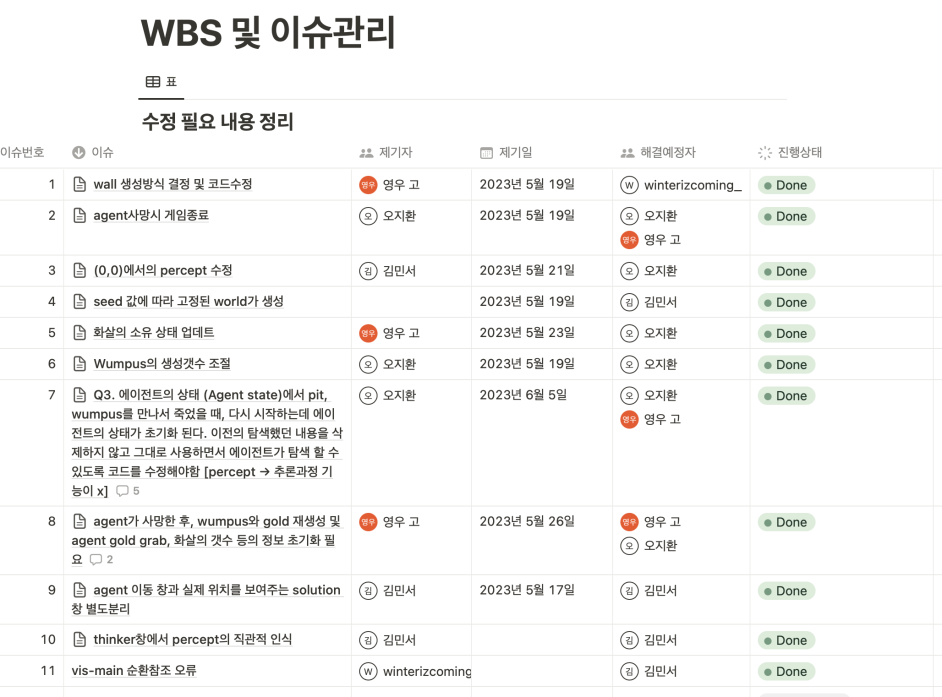 WBS 및 이슈관리
표
수정 필요 내용 정리
이슈번호 이슈 제기자 제기일 해결예정자 진행상태
1 wall 생성방식 결정 및 코드수정 영우 영우 고 2023년 5월 19일 W winterizcoming_ Done
2 agent사망시 게임종료 오 오지환 2023년 5월 19일 오 오지환 Done
영우 영우 고
3 (0,0)에서의 percept 수정 김 김민서 2023년 5월 21일 오 오지환 Done
4 seed 값에 따라 고정된 world가 생성 2023년 5월 19일 김 김민서 Done
5 화살의 소유 상태 업데트 영우 영우 고 2023년 5월 23일 오 오지환 Done
6 Wumpus의 생성갯수 조절 오 오지환 2023년 5월 19일 오 오지환 Done
7 Q3. 에이전트의 상태 (Agent state)에서 pit, 오 오지환 2023년 6월 5일 오 오지환 Done
wumpus를 만나서 죽었을 때, 다시 시작하는데 에이 영우 영우 고
전트의 상태가 초기화 된다. 이전의 탐색했던 내용을 삭
제하지 않고 그대로 사용하면서 에이전트가 탐색 할 수
있도록 코드를 수정해야함 [percept → 추론과정 기
능이 x] 5
8 agent가 사망한 후, wumpus와 gold 재생성 및 영우 영우 고 2023년 5월 26일 영우 영우 고 Done
agent gold grab, 화살의 갯수 등의 정보 초기화 필 오 오지환
요 2
9 agent 이동 창과 실제 위치를 보여주는 solution 김 김민서 2023년 5월 17일 김 김민서 Done
창 별도분리
10 thinker창에서 percept의 직관적 인식 김 김민서 김 김민서 Done
11 vis-main 순환참조 오류 W winterizcoming 김 김민서 Done